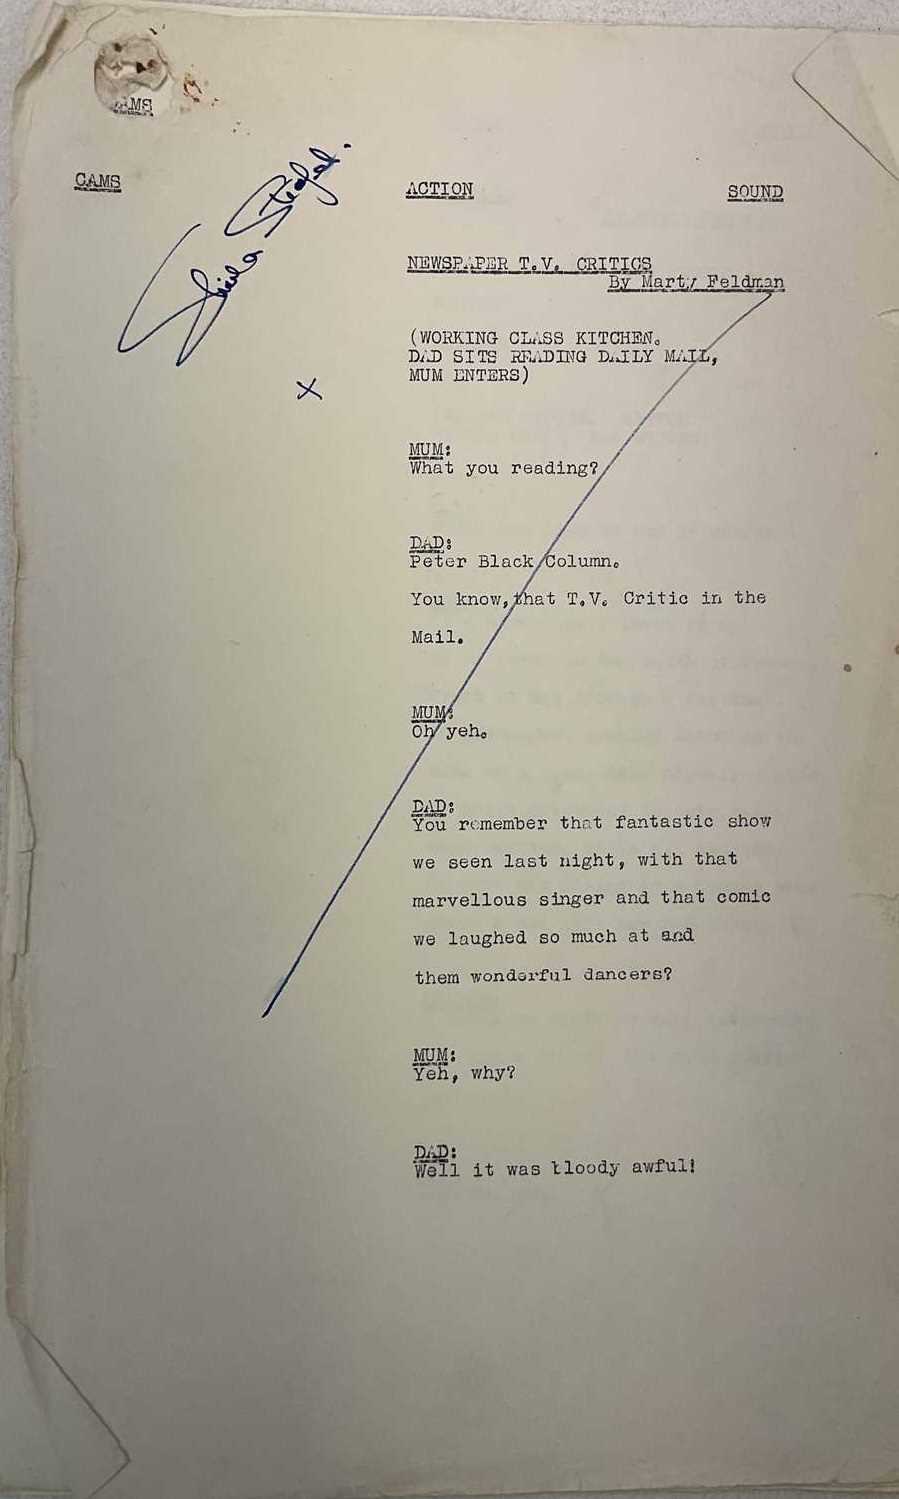 AMS
CAMS ACTION SOUND
Sheila Steafel.
NEWSPAPER T.V. CRITICS
By Marty Feldman
(WORKING CLASS KITCHEN.
DAD SITS READING DAILY MAIL,
MUM ENTERS)
x
MUM:
What you reading?
DAD:
Peter Black Column.
You know, that T.V. Critic in the
Mail.
MUM:
Oh yeh.
DAD:
You remember that fantastic show
we seen last night, with that
marvellous singer and that comic
we laughed so much at and
them wonderful dancers?
MUM:
Yeh, why?
DAD:
Well it was bloody awful!